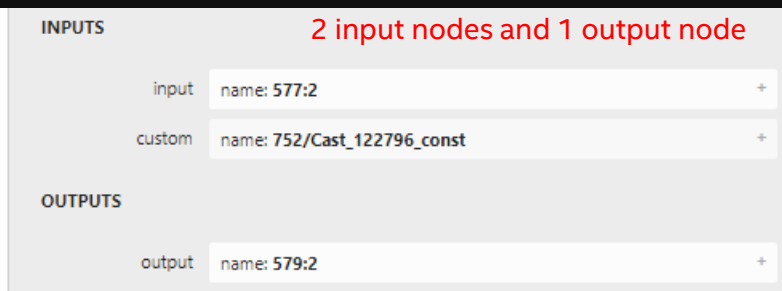 INPUTS
2 input nodes and 1 output node
input name: 577:2 +
custom name: 752/Cast_122796_const +
OUTPUTS
output name: 579:2 +